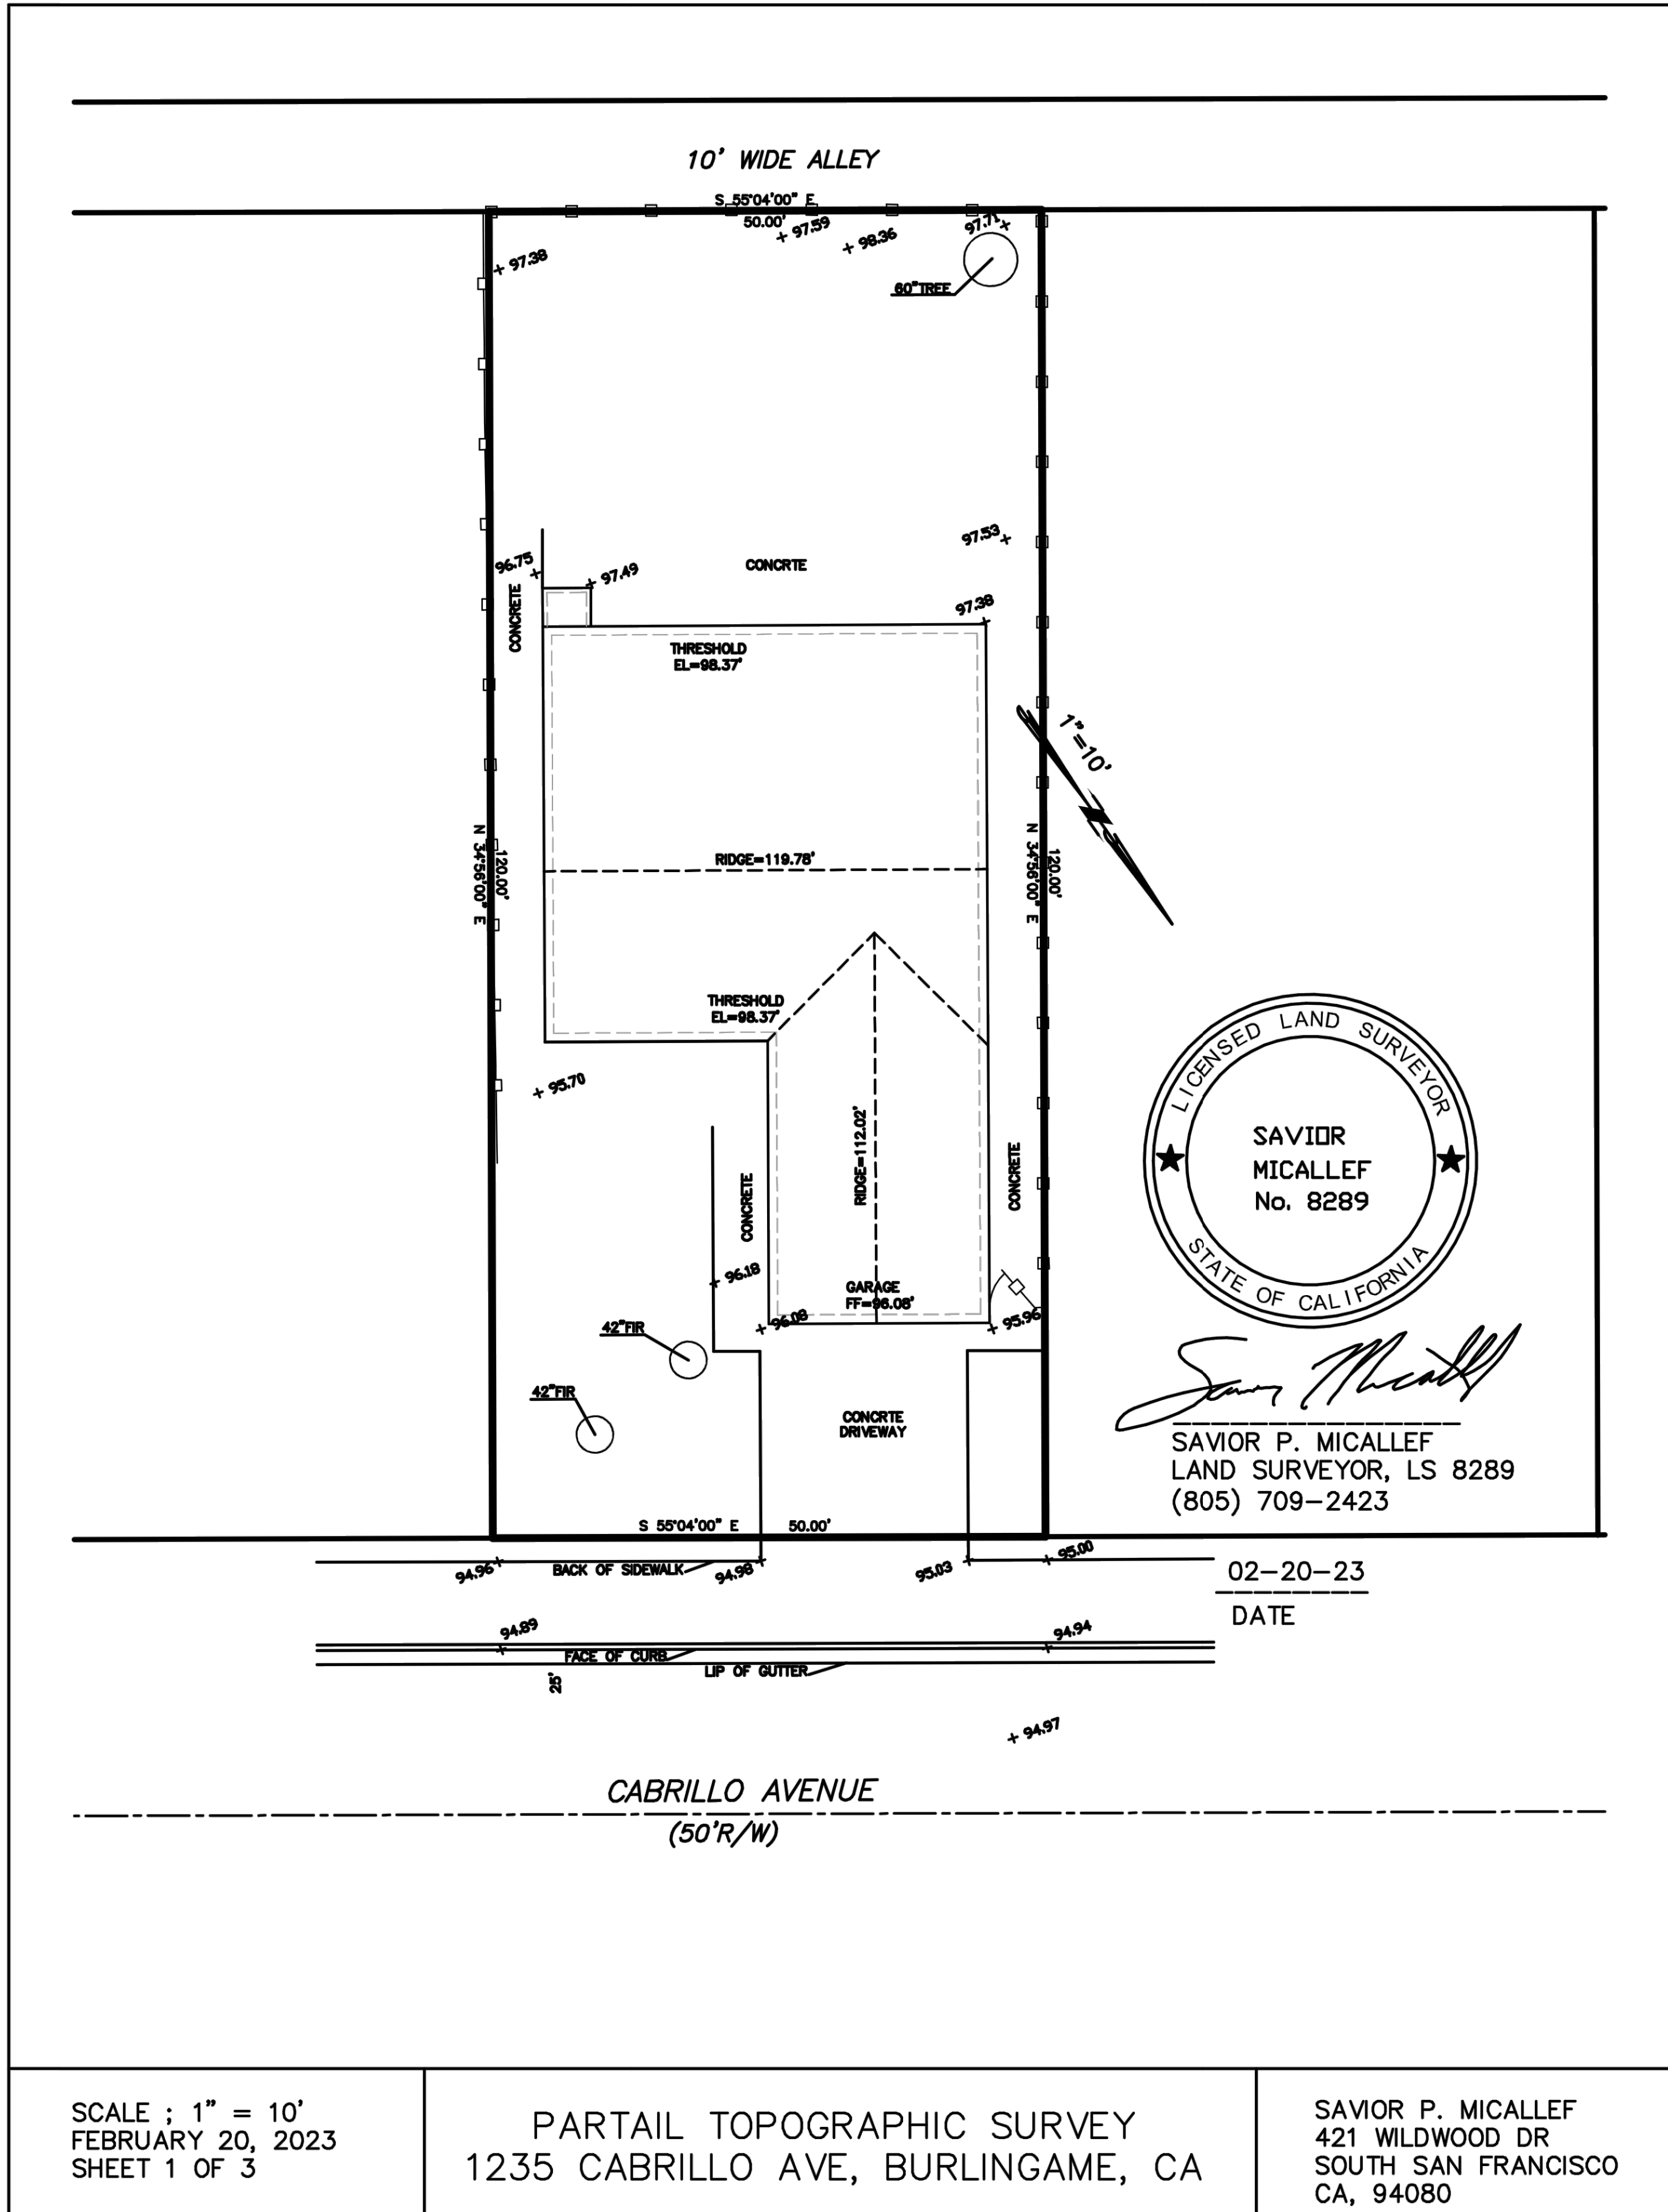 10' WIDE ALLEY
S 55°04'00" E
50.00'
97.59
98.36
97.71
97.38
60"TREE
97.53
96.75
97.49
CONCRTE
CONCRETE
97.38
THRESHOLD
EL=98.37'
1"=10'
RIDGE=119.78'
N 34°56'00" E
120.00'
N 34°56'00" E
120.00'
THRESHOLD
EL=98.37'
95.70
RIDGE=112.02'
CONCRETE
CONCRETE
LICENSED LAND SURVEYOR
SAVIOR
MICALLEF
No. 8289
STATE OF CALIFORNIA
96.18
GARAGE
FF=96.08'
96.08
95.96
42"FIR
42"FIR
CONCRTE
DRIVEWAY
SAVIOR P. MICALLEF
LAND SURVEYOR, LS 8289
(805) 709-2423
S 55°04'00" E
50.00'
94.96
BACK OF SIDEWALK
94.98
95.03
95.00
02-20-23
DATE
94.89
94.94
FACE OF CURB
LIP OF GUTTER
25'
94.97
CABRILLO AVENUE
(50'R/W)
SCALE ; 1" = 10'
FEBRUARY 20, 2023
SHEET 1 OF 3
PARTAIL TOPOGRAPHIC SURVEY
1235 CABRILLO AVE, BURLINGAME, CA
SAVIOR P. MICALLEF
421 WILDWOOD DR
SOUTH SAN FRANCISCO
CA, 94080